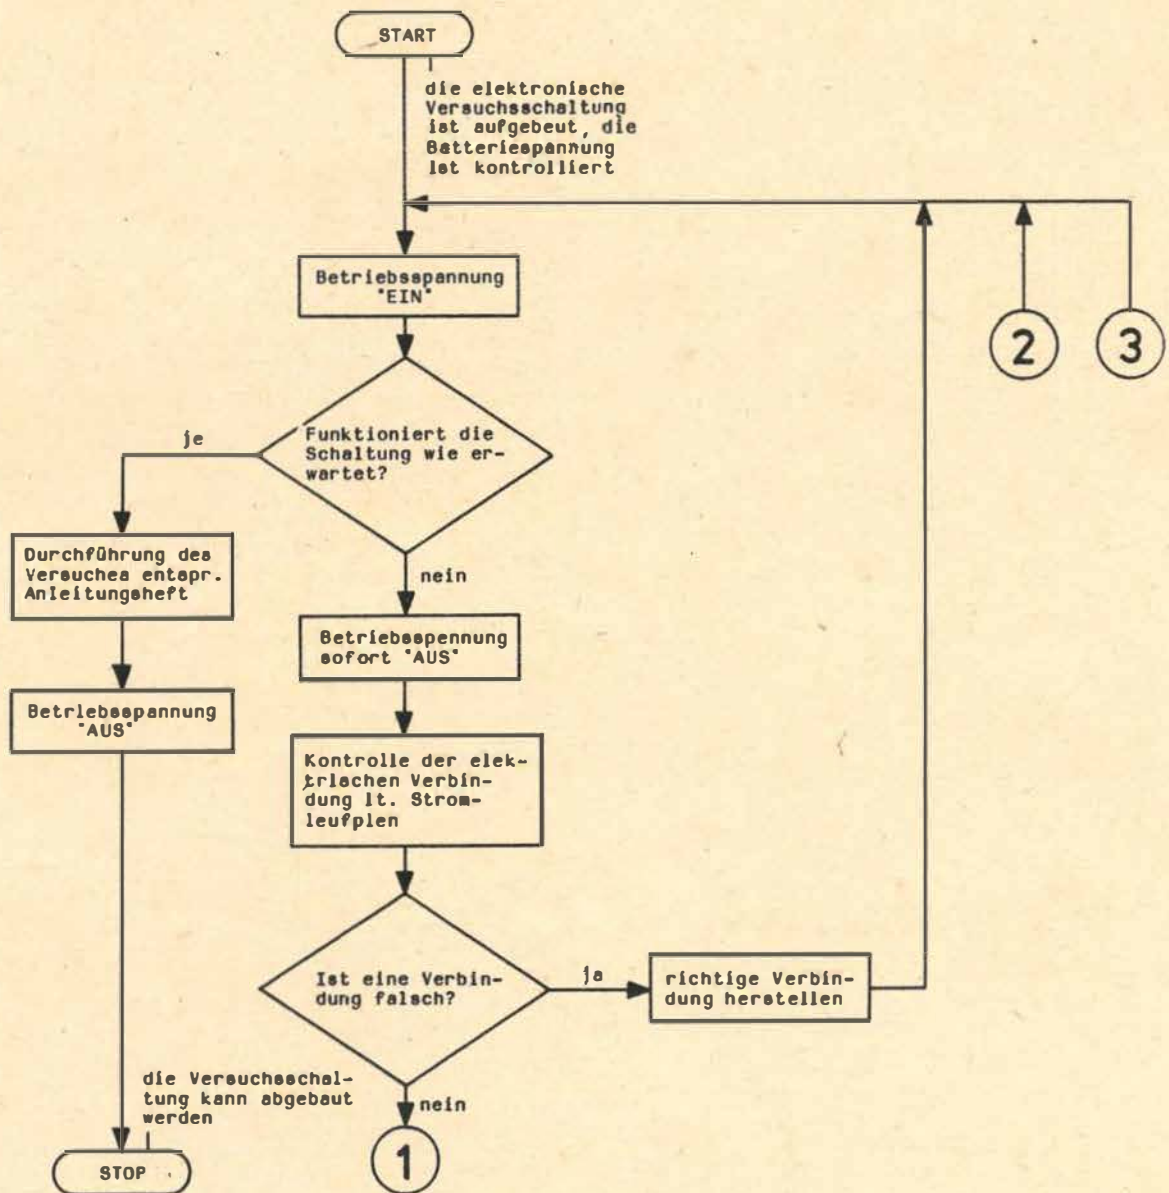 START
die elektronische
Versuchsschaltung
ist aufgebaut, die
Batteriespannung
ist kontrolliert
Betriebsspannung
"EIN"
2
3
Funktioniert die
Schaltung wie er-
wartet?
ja
nein
Durchführung des
Versuches entspr.
Anleitungsheft
Betriebsspannung
sofort "AUS"
Betriebsspannung
"AUS"
Kontrolle der elek-
trischen Verbin-
dung lt. Strom-
laufplan
Ist eine Verbin-
dung falsch?
ja
richtige Verbin-
dung herstellen
nein
1
die Versuchsschal-
tung kann abgebaut
werden
STOP